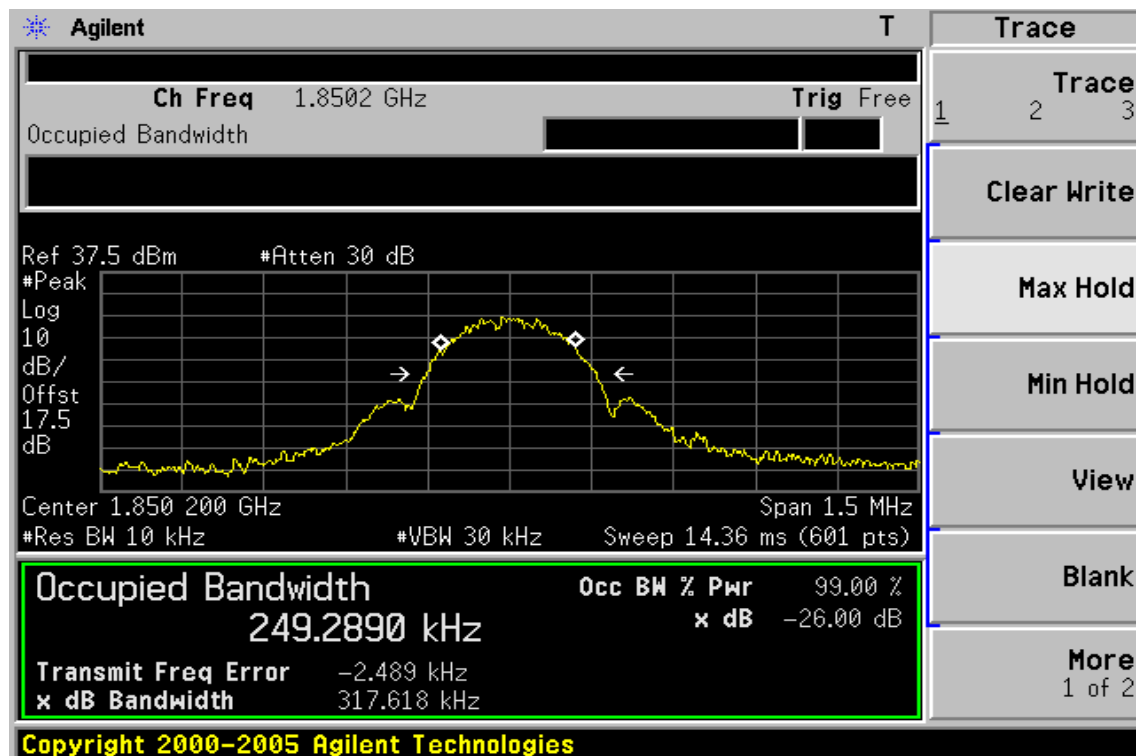 Agilent T
Ch Freq 1.8502 GHz Trig Free
Occupied Bandwidth
Ref 37.5 dBm #Atten 30 dB
#Peak
Log
10
dB/
Offst
17.5
dB
Center 1.850 200 GHz Span 1.5 MHz
#Res BW 10 kHz #VBW 30 kHz Sweep 14.36 ms (601 pts)
Occupied Bandwidth Occ BW % Pwr 99.00 %
249.2890 kHz x dB -26.00 dB
Transmit Freq Error -2.489 kHz
x dB Bandwidth 317.618 kHz
Copyright 2000-2005 Agilent Technologies
Trace
Trace
1 2 3
Clear Write
Max Hold
Min Hold
View
Blank
More
1 of 2